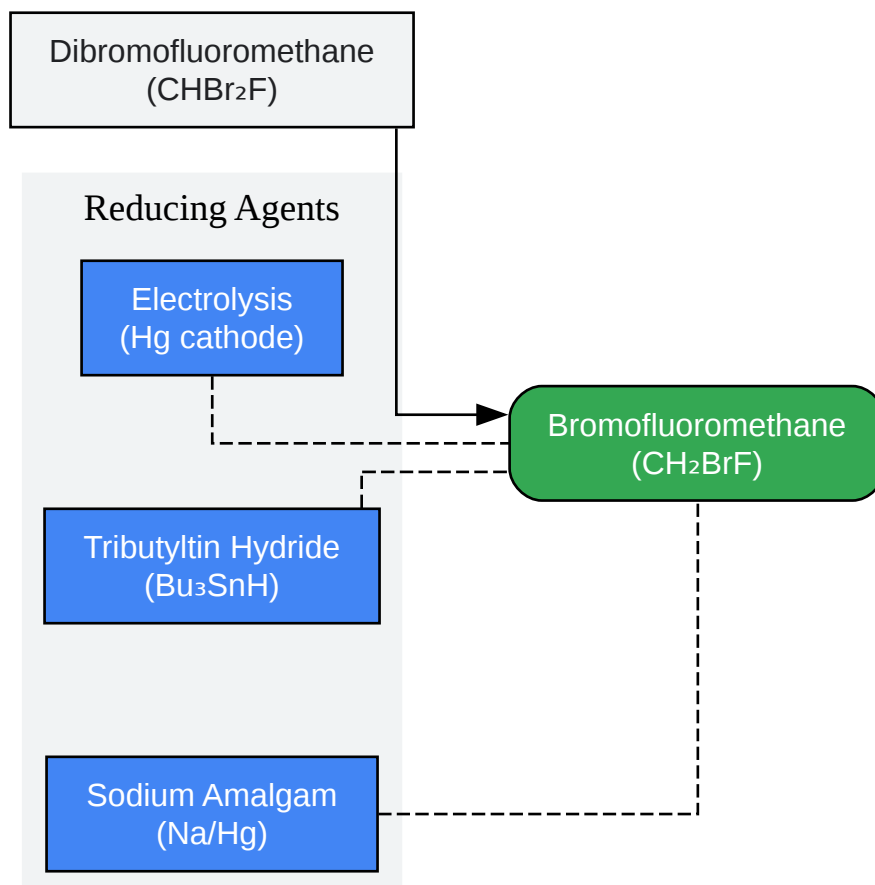 Dibromofluoromethane
(CHBr₂F)
Reducing Agents
Electrolysis
(Hg cathode)
Bromofluoromethane
(CH₂BrF)
Tributyltin Hydride
(Bu₃SnH)
Sodium Amalgam
(Na/Hg)